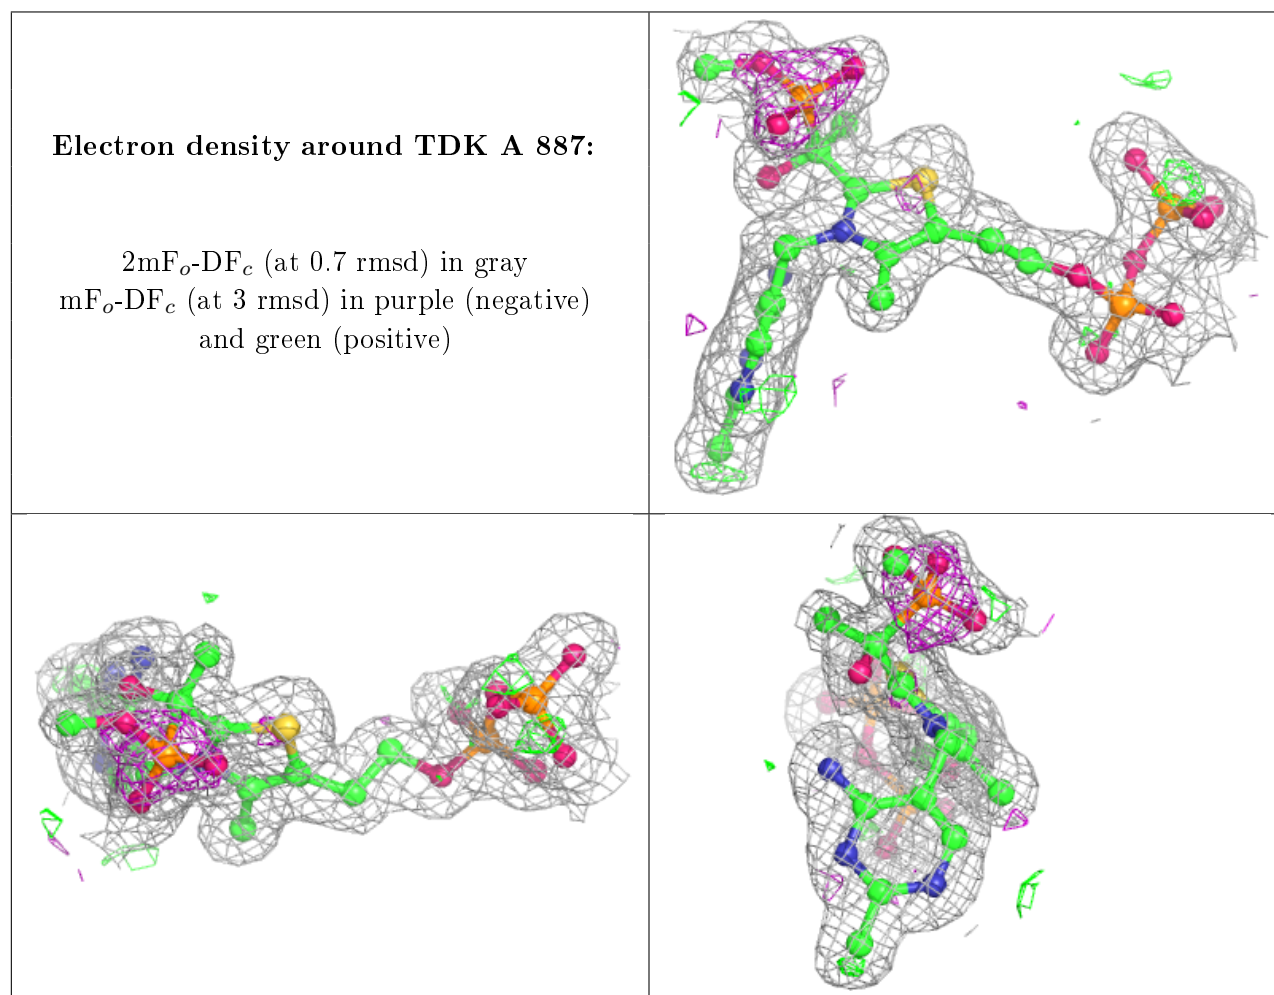 Electron density around TDK A 887:
2mFo-DFc (at 0.7 rmsd) in gray
mFo-DFc (at 3 rmsd) in purple (negative)
and green (positive)